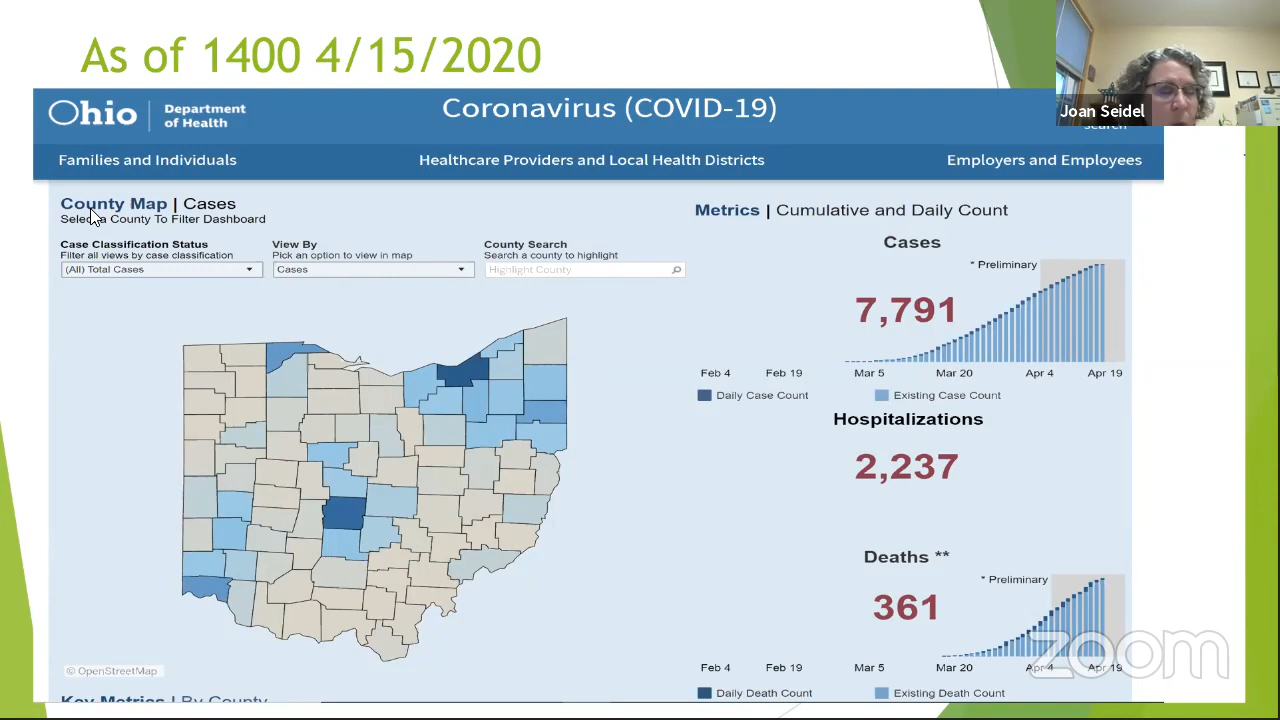 As of 1400 4/15/2020
Ohio
Department
of Health
Coronavirus (COVID-19)
Joan Seidel
search
Families and Individuals
Healthcare Providers and Local Health Districts
Employers and Employees
County Map | Cases
Select a County To Filter Dashboard
Case Classification Status
Filter all views by case classification
(All) Total Cases
View By
Pick an option to view in map
Cases
County Search
Search a county to highlight
Highlight County
Metrics | Cumulative and Daily Count
Cases
* Preliminary
7,791
Feb 4 Feb 19 Mar 5 Mar 20 Apr 4 Apr 19
Daily Case Count Existing Case Count
Hospitalizations
2,237
Deaths **
* Preliminary
361
Feb 4 Feb 19 Mar 5 Mar 20 Apr 4 Apr 19
Daily Death Count Existing Death Count
© OpenStreetMap
Key Metrics | By County
zoom